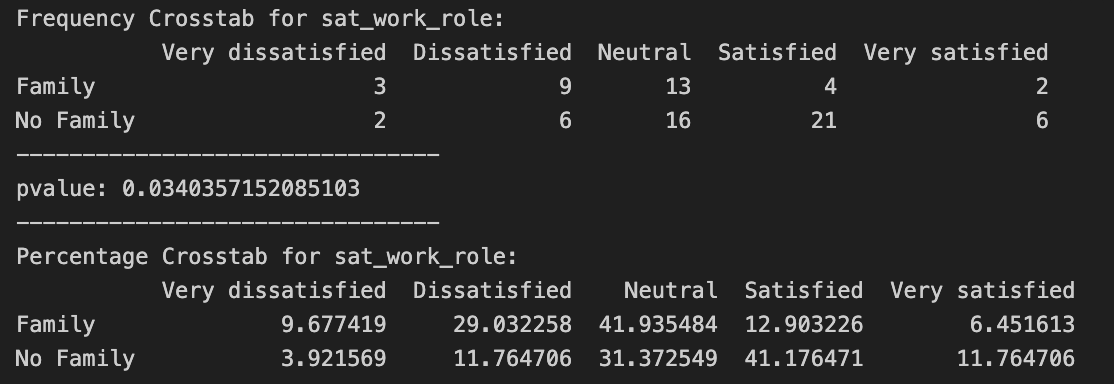 Frequency Crosstab for sat_work_role:
Very dissatisfied Dissatisfied Neutral Satisfied Very satisfied
Family 3 9 13 4 2
No Family 2 6 16 21 6
--------------------------------
pvalue: 0.0340357152085103
--------------------------------
Percentage Crosstab for sat_work_role:
Very dissatisfied Dissatisfied Neutral Satisfied Very satisfied
Family 9.677419 29.032258 41.935484 12.903226 6.451613
No Family 3.921569 11.764706 31.372549 41.176471 11.764706